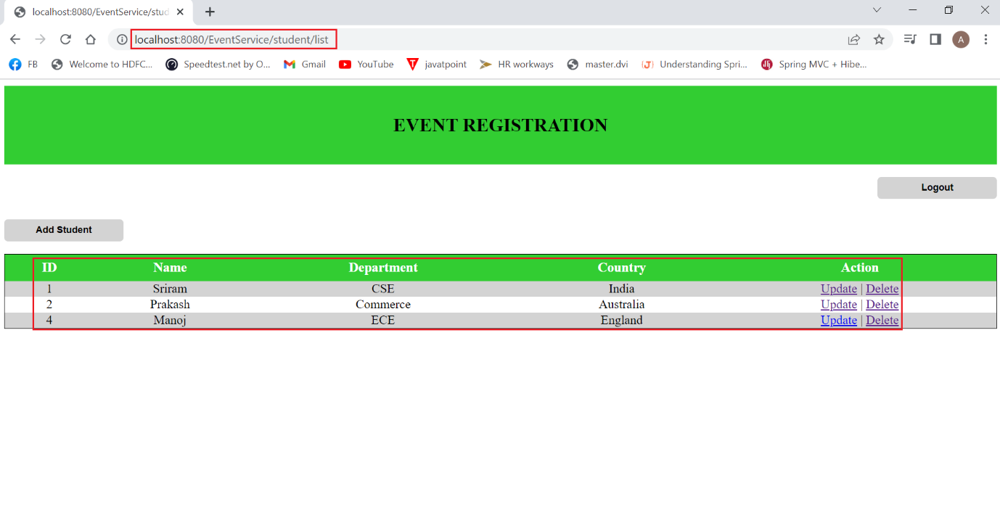 localhost:8080/EventService/stud
localhost:8080/EventService/student/list
A
FB Welcome to HDFC... Speedtest.net by O... Gmail YouTube javatpoint HR workways master.dvi Understanding Spri... Spring MVC + Hibe...
EVENT REGISTRATION
Logout
Add Student
ID Name Department Country Action
1 Sriram CSE India Update | Delete
2 Prakash Commerce Australia Update | Delete
4 Manoj ECE England Update | Delete